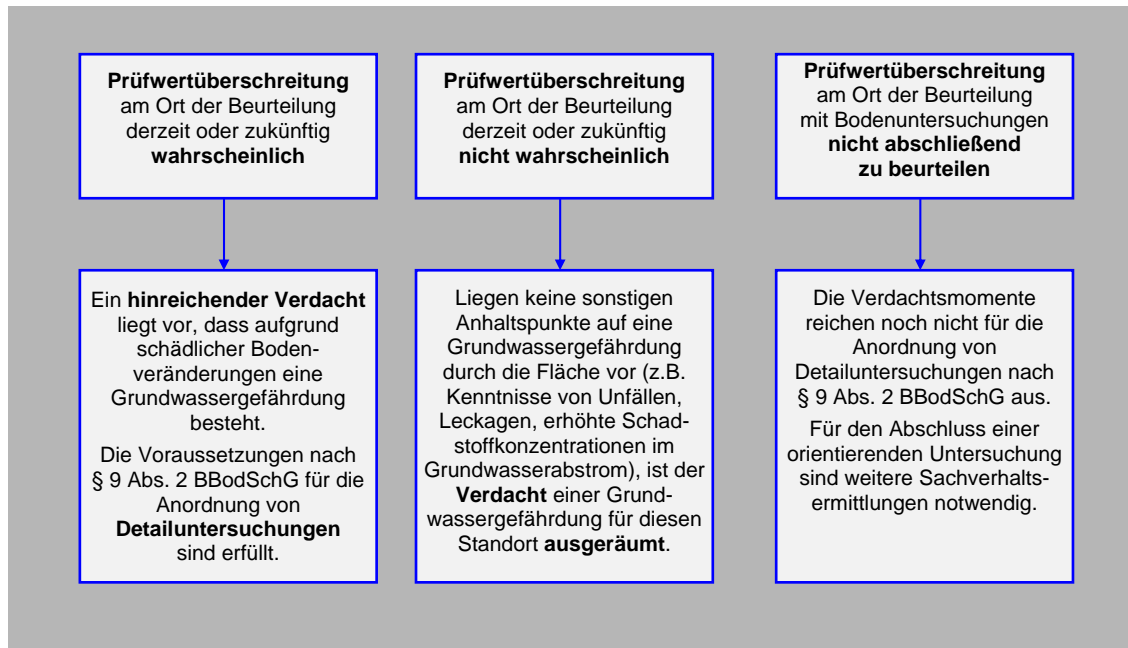 Prüfwertüberschreitung
am Ort der Beurteilung
derzeit oder zukünftig
wahrscheinlich
Ein hinreichender Verdacht
liegt vor, dass aufgrund
schädlicher Boden-
veränderungen eine
Grundwassergefährdung
besteht.
Die Voraussetzungen nach
§ 9 Abs. 2 BBodSchG für die
Anordnung von
Detailuntersuchungen
sind erfüllt.
Prüfwertüberschreitung
am Ort der Beurteilung
derzeit oder zukünftig
nicht wahrscheinlich
Liegen keine sonstigen
Anhaltspunkte auf eine
Grundwassergefährdung
durch die Fläche vor (z.B.
Kenntnisse von Unfällen,
Leckagen, erhöhte Schad-
stoffkonzentrationen im
Grundwasserabstrom), ist der
Verdacht einer Grund-
wassergefährdung für diesen
Standort ausgeräumt.
Prüfwertüberschreitung
am Ort der Beurteilung
mit Bodenuntersuchungen
nicht abschließend
zu beurteilen
Die Verdachtsmomente
reichen noch nicht für die
Anordnung von
Detailuntersuchungen nach
§ 9 Abs. 2 BBodSchG aus.
Für den Abschluss einer
orientierenden Untersuchung
sind weitere Sachverhalts-
ermittlungen notwendig.